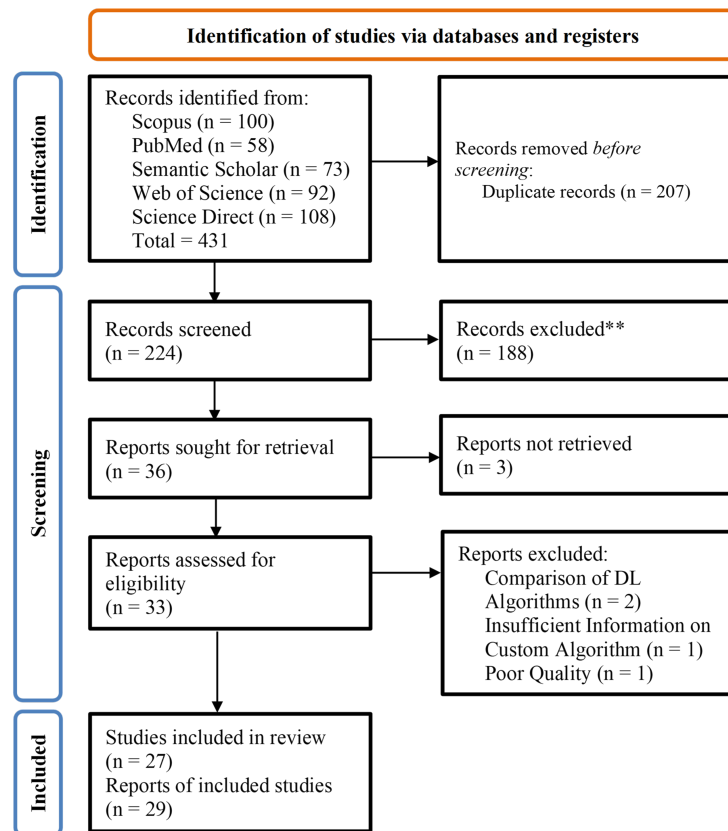 Identification of studies via databases and registers
Identification
Records identified from:
Scopus (n = 100)
PubMed (n = 58)
Semantic Scholar (n = 73)
Web of Science (n = 92)
Science Direct (n = 108)
Total = 431
Records removed before
screening:
Duplicate records (n = 207)
Screening
Records screened
(n = 224)
Records excluded**
(n = 188)
Reports sought for retrieval
(n = 36)
Reports not retrieved
(n = 3)
Reports assessed for
eligibility
(n = 33)
Reports excluded:
Comparison of DL
Algorithms (n = 2)
Insufficient Information on
Custom Algorithm (n = 1)
Poor Quality (n = 1)
Included
Studies included in review
(n = 27)
Reports of included studies
(n = 29)